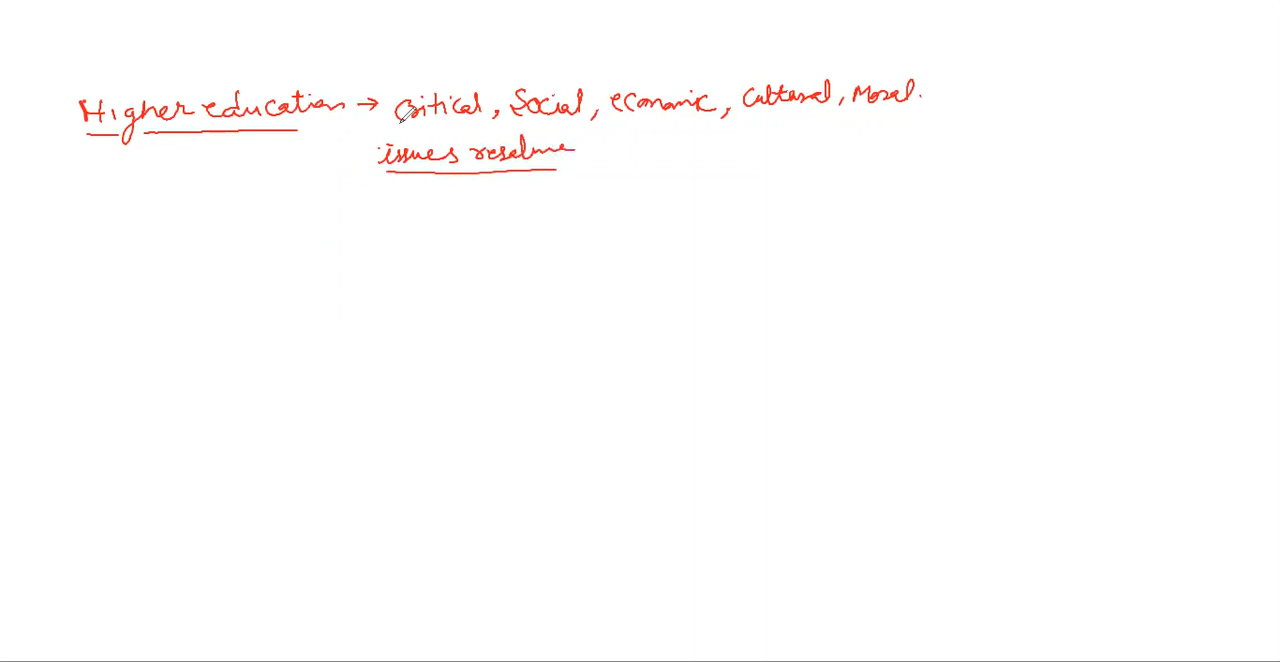 Higher education → Critical, Social, economic, Cultural, Moral.
issues resolve